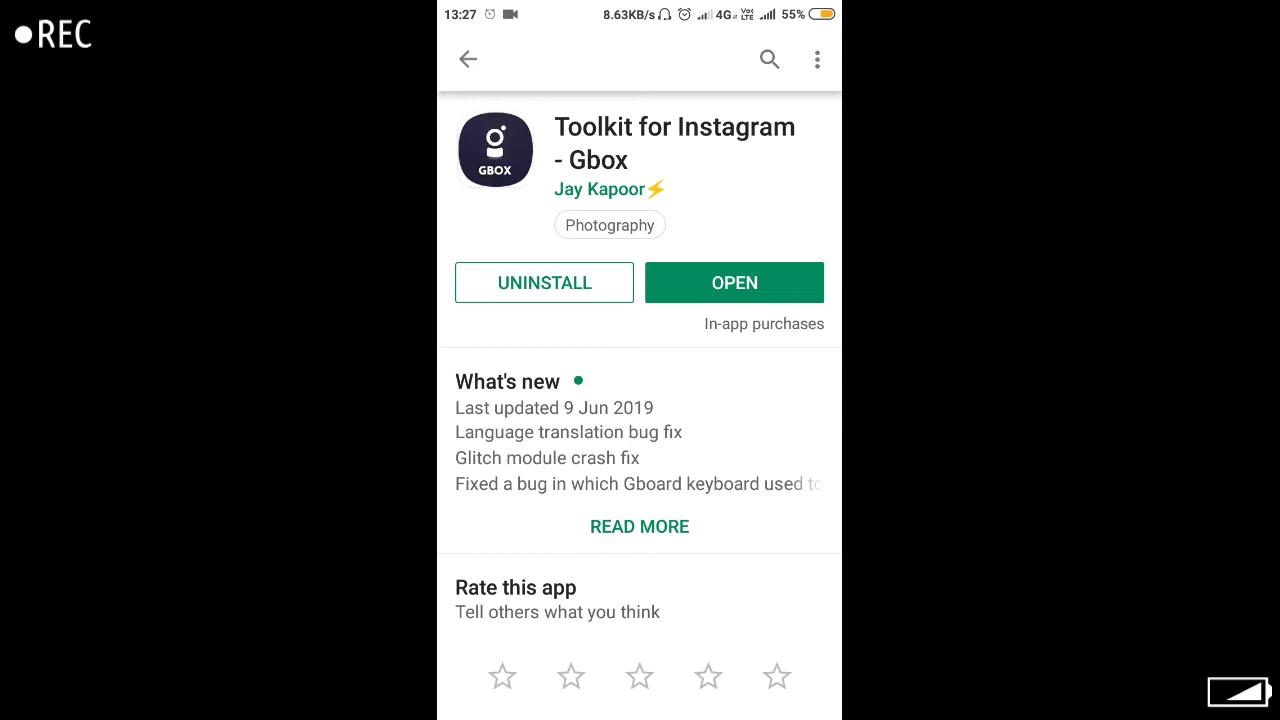 REC
13:27 8.63KB/s 4G VoLTE 55%
Toolkit for Instagram
- Gbox
GBOX
Jay Kapoor⚡
Photography
UNINSTALL OPEN
In-app purchases
What's new
Last updated 9 Jun 2019
Language translation bug fix
Glitch module crash fix
Fixed a bug in which Gboard keyboard used to
READ MORE
Rate this app
Tell others what you think